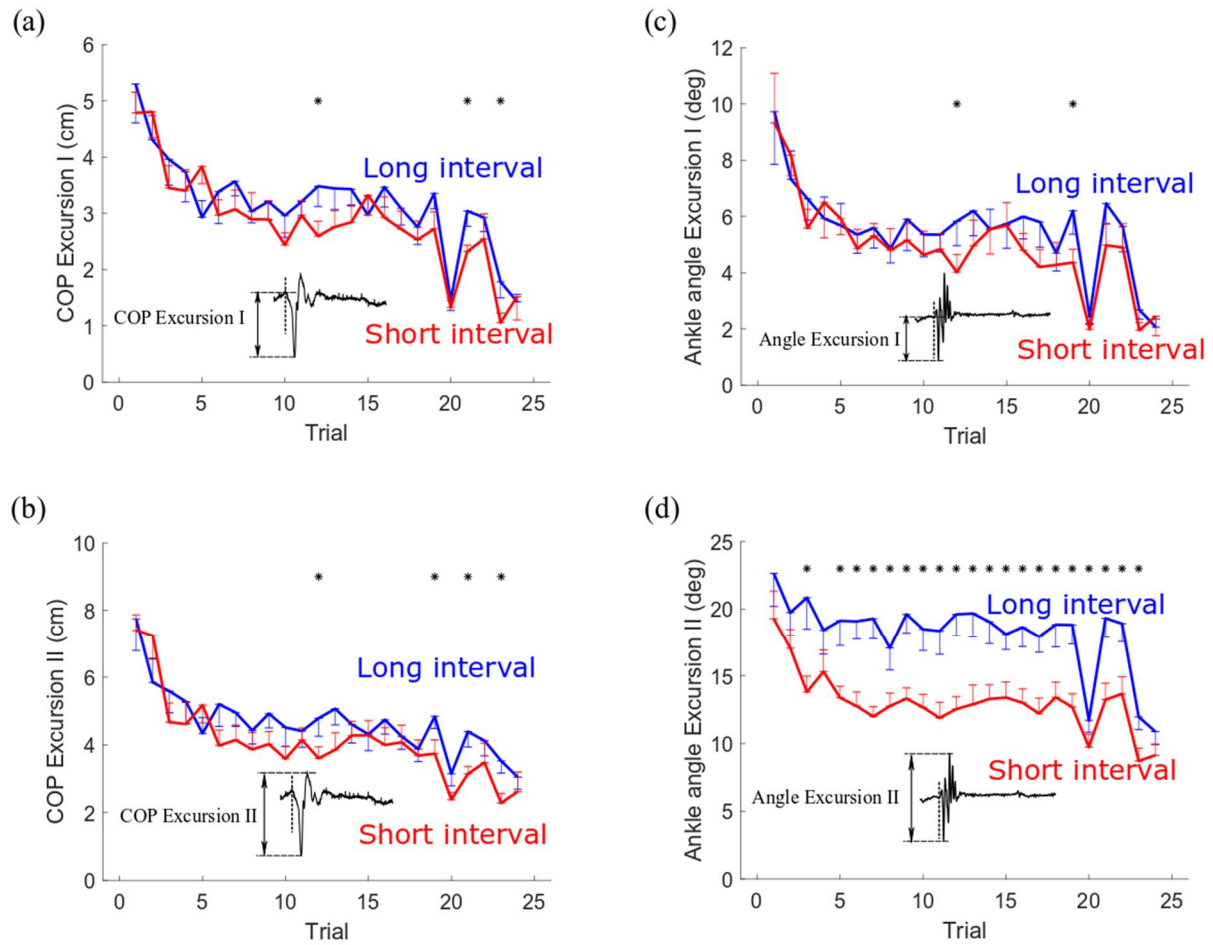 (a)
COP Excursion I (cm)
6
5
4
3
2
1
0
*
*
*
Long interval
Short interval
COP Excursion I
0
5
10
15
20
25
Trial
(c)
Ankle angle Excursion I (deg)
12
10
8
6
4
2
0
*
*
Long interval
Short interval
Angle Excursion I
0
5
10
15
20
25
Trial
(b)
COP Excursion II (cm)
10
8
6
4
2
0
*
*
*
*
Long interval
Short interval
COP Excursion II
0
5
10
15
20
25
Trial
(d)
Ankle angle Excursion II (deg)
25
20
15
10
5
0
* * * * * * * * * * * * * * * * * * * *
Long interval
Short interval
Angle Excursion II
0
5
10
15
20
25
Trial